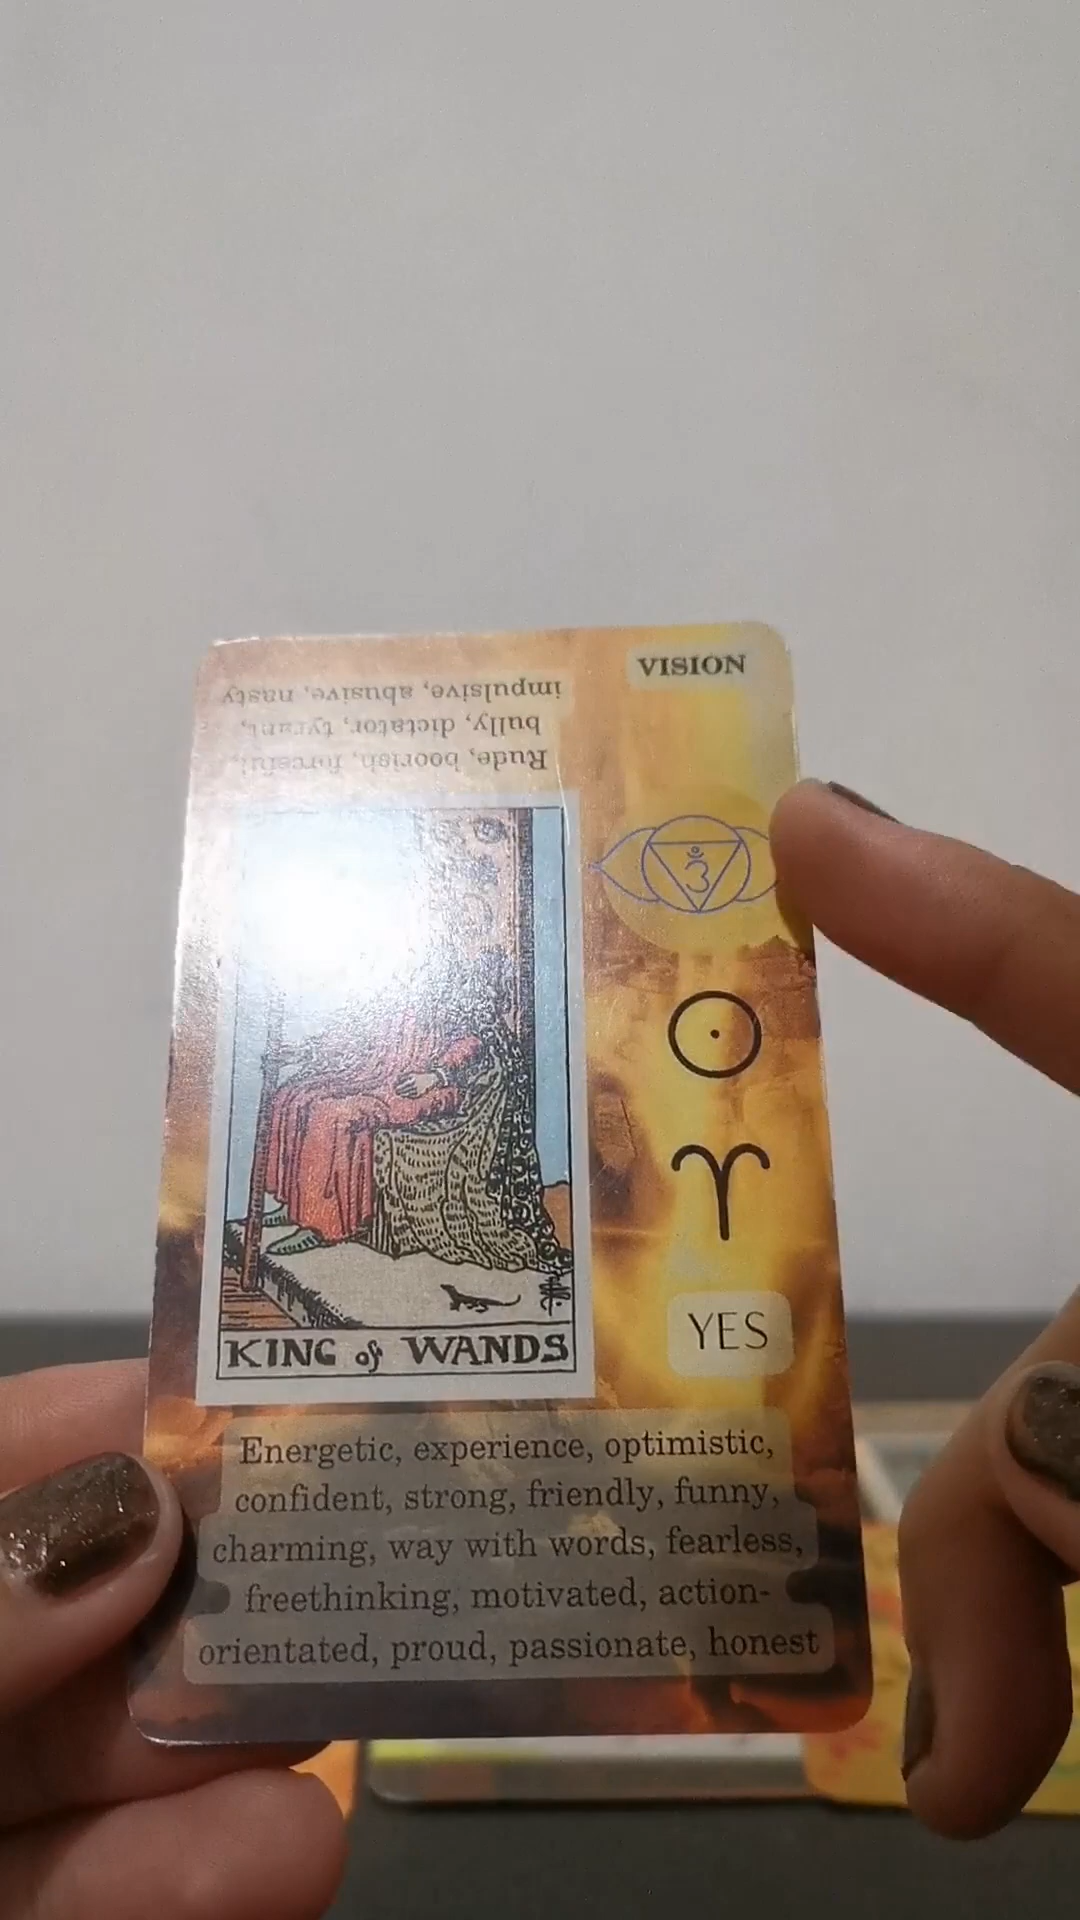 VISION
impulsive, abusive, nasty
bully, dictator, tyrant,
Rude, boorish, forceful,
YES
KING of WANDS
Energetic, experience, optimistic,
confident, strong, friendly, funny,
charming, way with words, fearless,
freethinking, motivated, action-
orientated, proud, passionate, honest